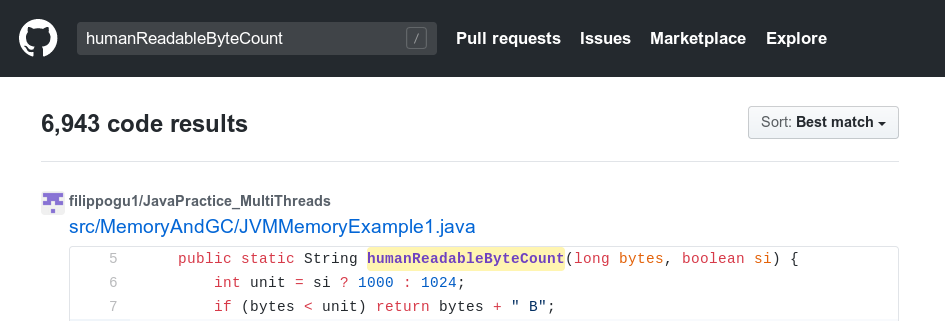 humanReadableByteCount / Pull requests Issues Marketplace Explore
6,943 code results
Sort: Best match
filippogu1/JavaPractice_MultiThreads
src/MemoryAndGC/JVMMemoryExample1.java
5 public static String humanReadableByteCount(long bytes, boolean si) {
6 int unit = si ? 1000 : 1024;
7 if (bytes < unit) return bytes + " B";